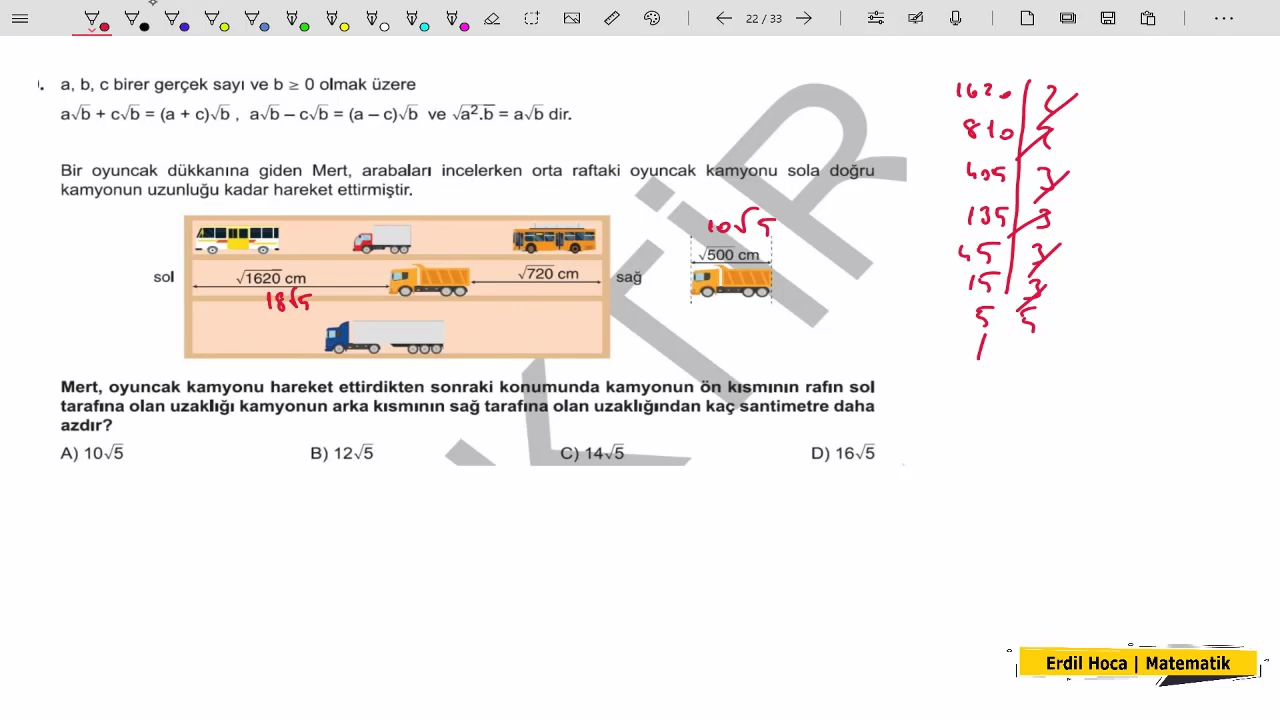 22 / 33
. a, b, c birer gerçek sayı ve b ≥ 0 olmak üzere
a√b + c√b = (a + c)√b , a√b – c√b = (a – c)√b ve √a².b = a√b dir.
Bir oyuncak dükkanına giden Mert, arabaları incelerken orta raftaki oyuncak kamyonu sola doğru
kamyonun uzunluğu kadar hareket ettirmiştir.
sol
√1620 cm
18√5
√720 cm
sağ
10√5
√500 cm
Mert, oyuncak kamyonu hareket ettirdikten sonraki konumunda kamyonun ön kısmının rafın sol
tarafına olan uzaklığı kamyonun arka kısmının sağ tarafına olan uzaklığından kaç santimetre daha
azdır?
A) 10√5 B) 12√5 C) 14√5 D) 16√5
1620 2
810 2
405 3
135 3
45 3
15 3
5 5
1
KTİR
Erdil Hoca | Matematik